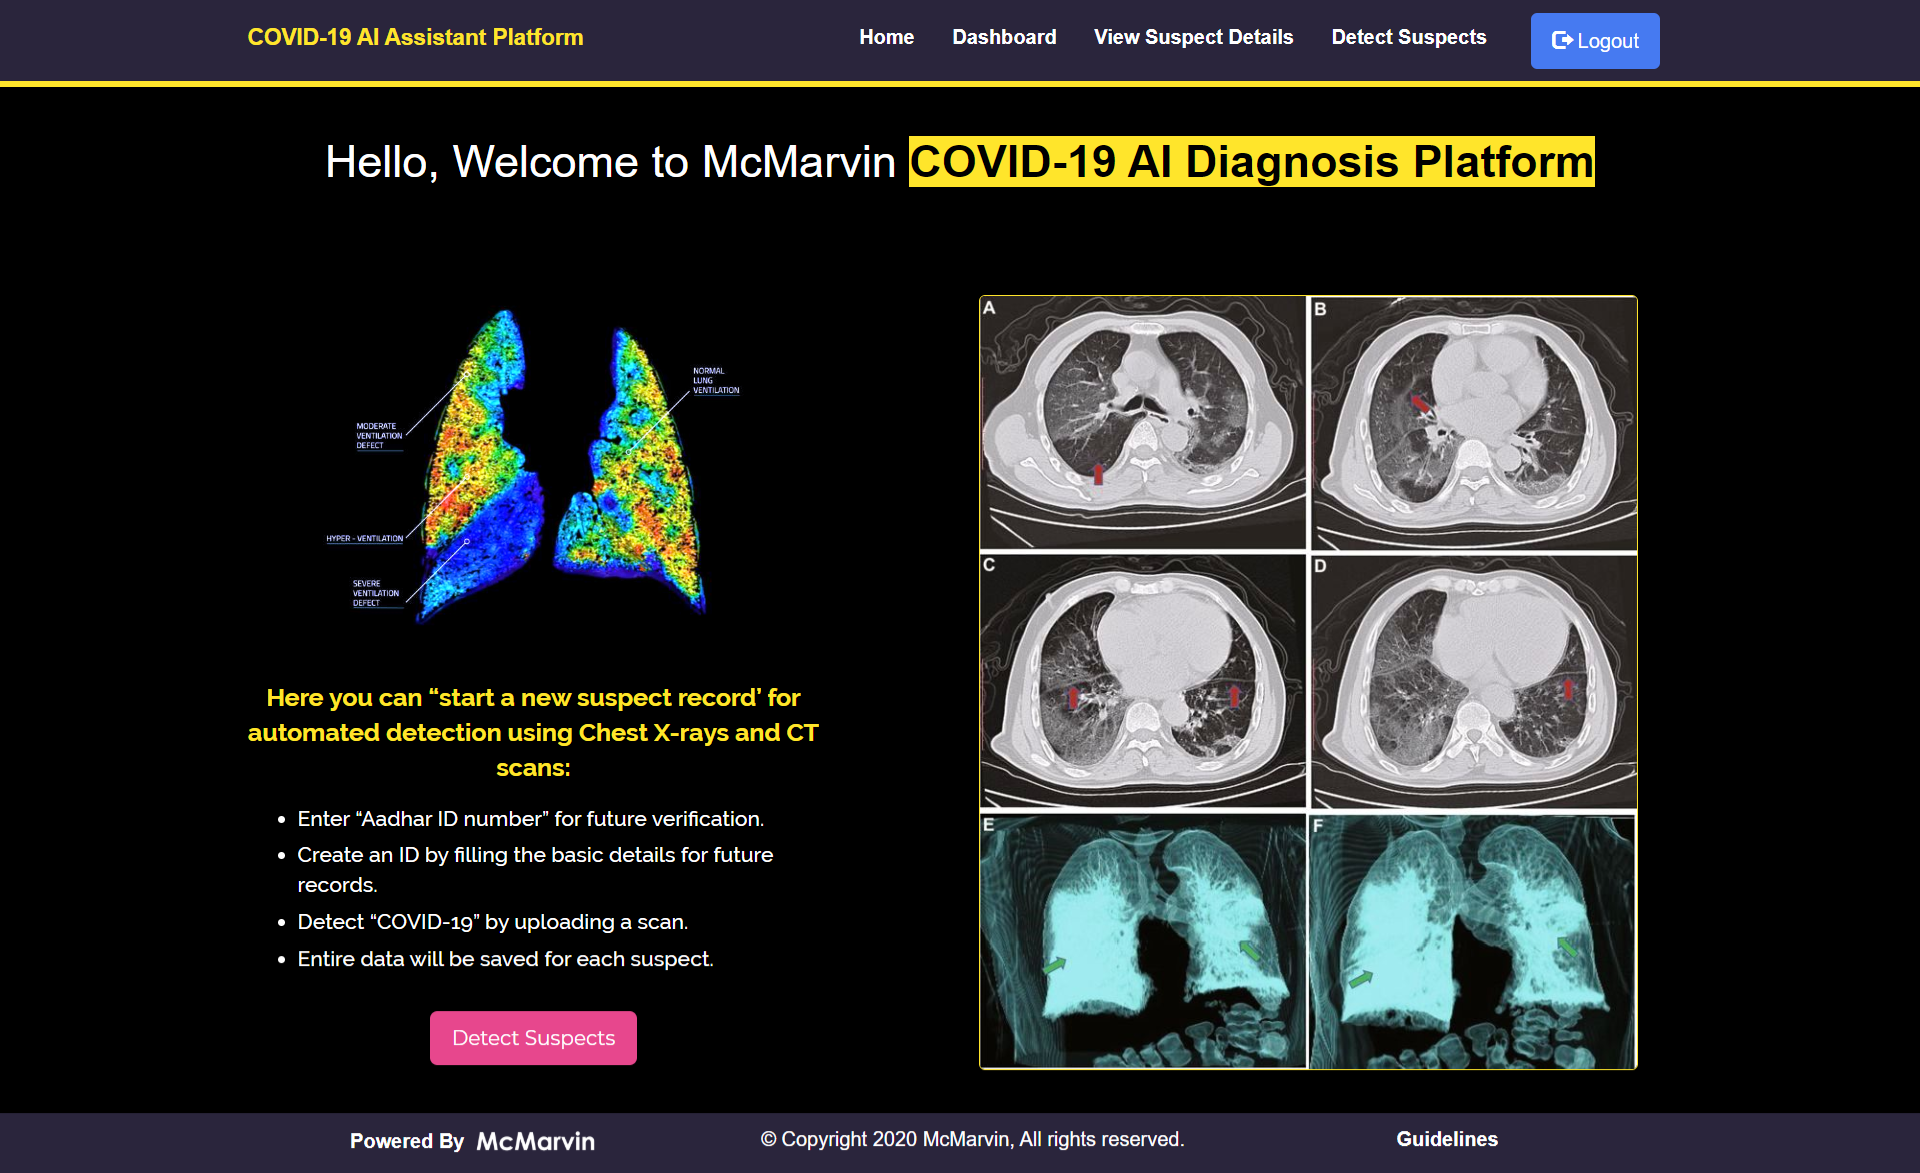 COVID-19 AI Assistant Platform
Home
Dashboard
View Suspect Details
Detect Suspects
Logout
Hello, Welcome to McMarvin COVID-19 AI Diagnosis Platform
MODERATE
VENTILATION
DEFECT
HYPER - VENTILATION
SEVERE
VENTILATION
DEFECT
NORMAL
LUNG
VENTILATION
A
B
C
D
E
F
Here you can “start a new suspect record’ for
automated detection using Chest X-rays and CT
scans:
Enter “Aadhar ID number” for future verification.
Create an ID by filling the basic details for future
records.
Detect “COVID-19” by uploading a scan.
Entire data will be saved for each suspect.
Detect Suspects
Powered By McMarvin
© Copyright 2020 McMarvin, All rights reserved.
Guidelines